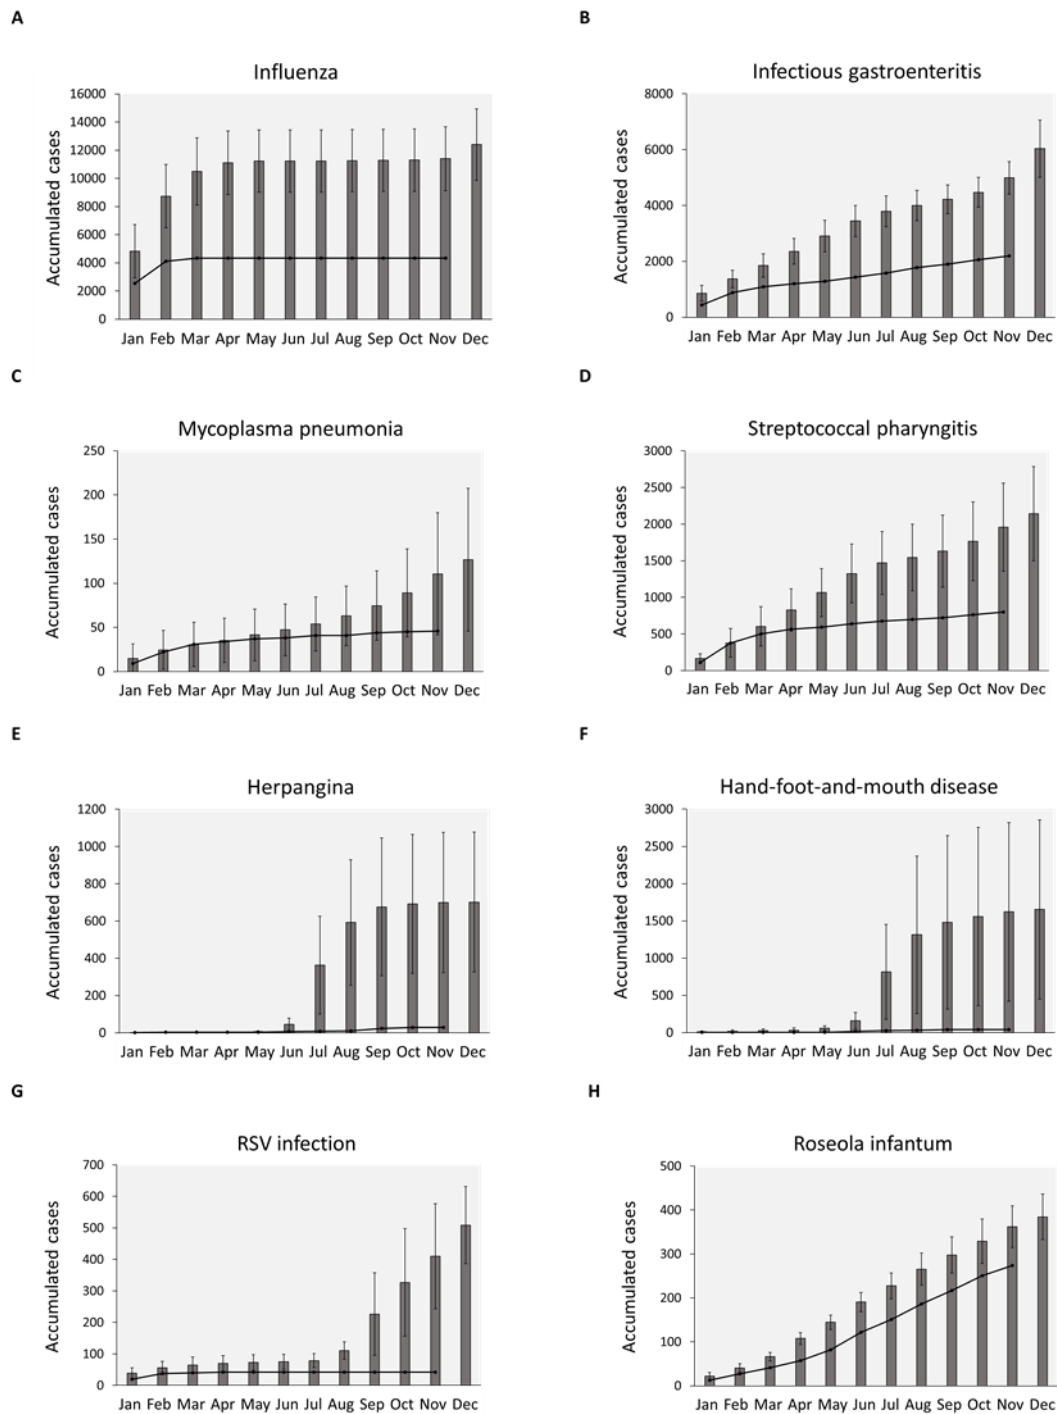 A
B
Influenza
Infectious gastroenteritis
Accumulated cases
16000
14000
12000
10000
8000
6000
4000
2000
0
Jan Feb Mar Apr May Jun Jul Aug Sep Oct Nov Dec
Accumulated cases
8000
6000
4000
2000
0
Jan Feb Mar Apr May Jun Jul Aug Sep Oct Nov Dec
C
D
Mycoplasma pneumonia
Streptococcal pharyngitis
Accumulated cases
250
200
150
100
50
0
Jan Feb Mar Apr May Jun Jul Aug Sep Oct Nov Dec
Accumulated cases
3000
2500
2000
1500
1000
500
0
Jan Feb Mar Apr May Jun Jul Aug Sep Oct Nov Dec
E
F
Herpangina
Hand-foot-and-mouth disease
Accumulated cases
1200
1000
800
600
400
200
0
Jan Feb Mar Apr May Jun Jul Aug Sep Oct Nov Dec
Accumulated cases
3000
2500
2000
1500
1000
500
0
Jan Feb Mar Apr May Jun Jul Aug Sep Oct Nov Dec
G
H
RSV infection
Roseola infantum
Accumulated cases
700
600
500
400
300
200
100
0
Jan Feb Mar Apr May Jun Jul Aug Sep Oct Nov Dec
Accumulated cases
500
400
300
200
100
0
Jan Feb Mar Apr May Jun Jul Aug Sep Oct Nov Dec